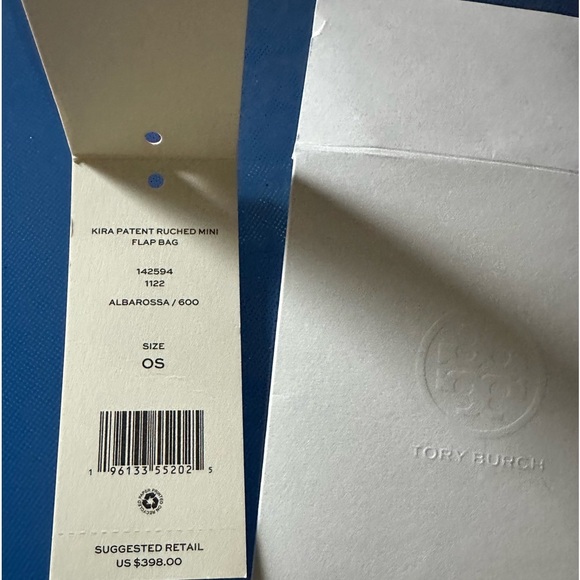 KIRA PATENT RUCHED MINI
FLAP BAG
142594
1122
ALBAROSSA / 600
SIZE
OS
1 96133 55202 5
SUGGESTED RETAIL
US $398.00
TORY BURCH